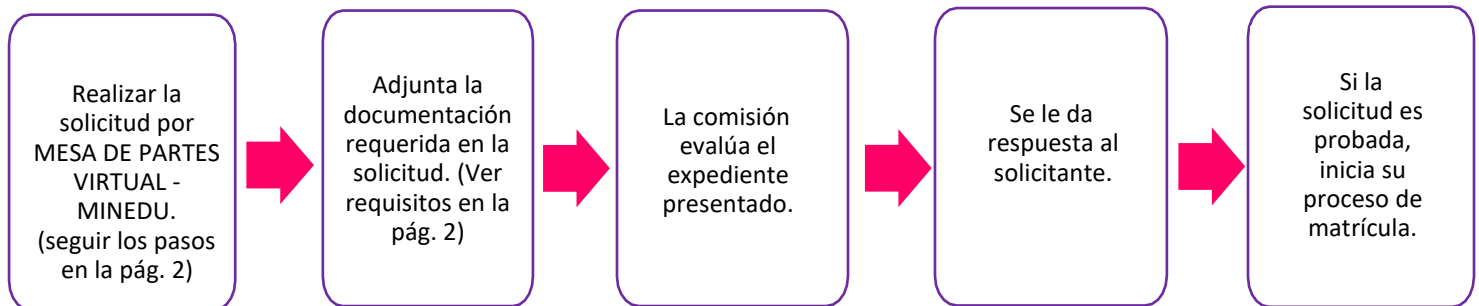 Realizar la
solicitud por
MESA DE PARTES
VIRTUAL -
MINEDU.
(seguir los pasos
en la pág. 2)
Adjunta la
documentación
requerida en la
solicitud. (Ver
requisitos en la
pág. 2)
La comisión
evalúa el
expediente
presentado.
Se le da
respuesta al
solicitante.
Si la
solicitud es
probada,
inicia su
proceso de
matrícula.